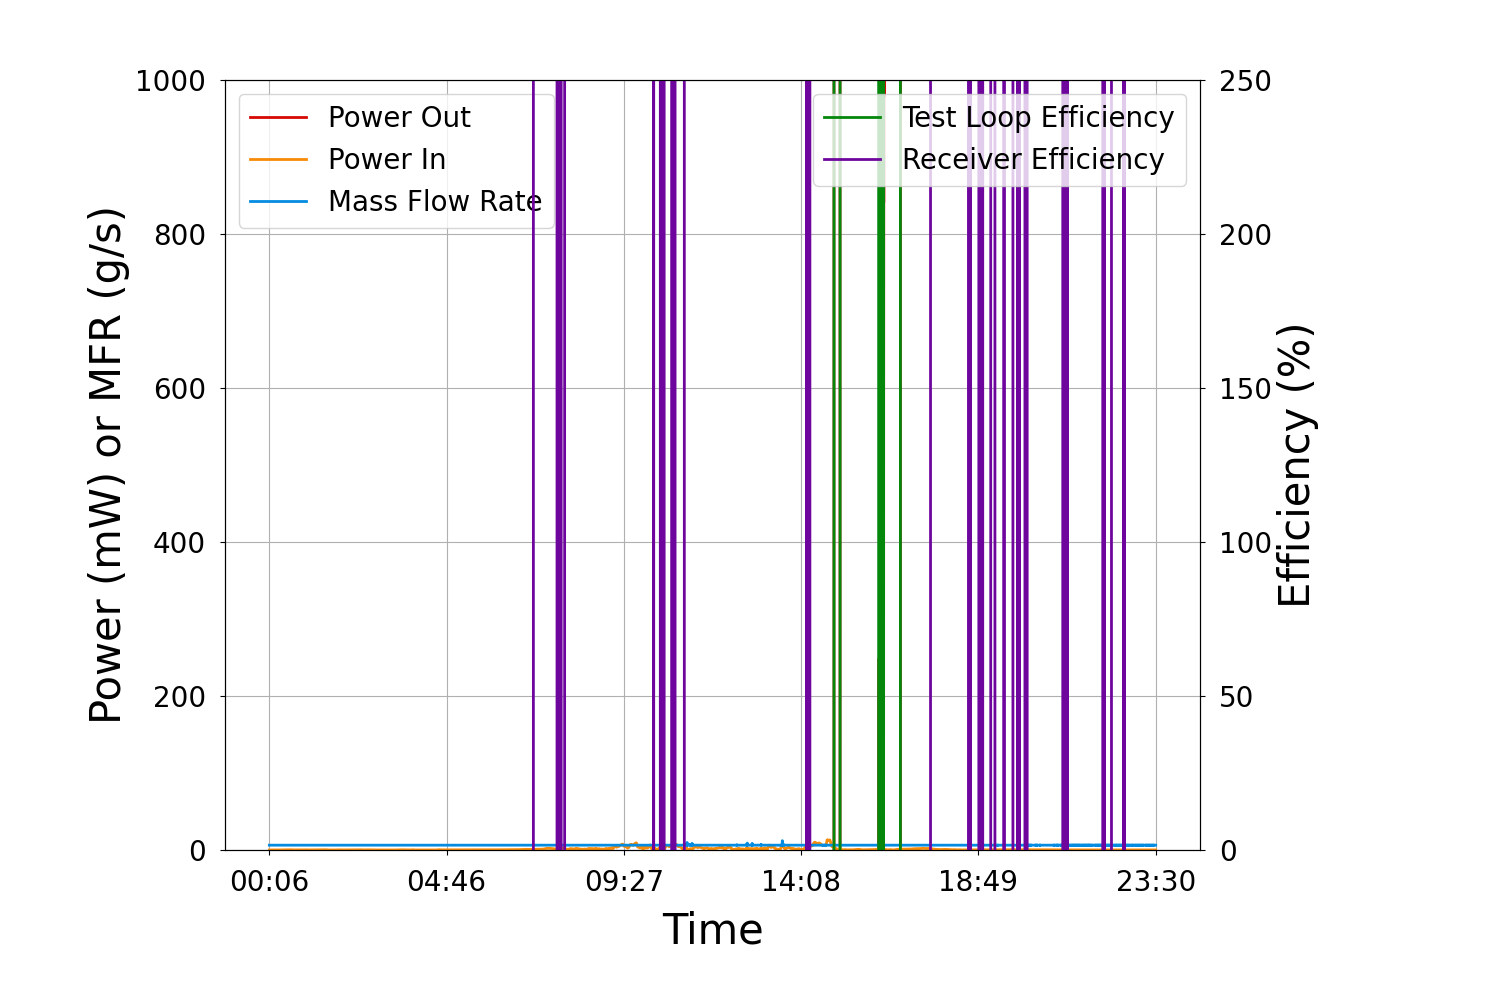 Power Out
Power In
Mass Flow Rate
Test Loop Efficiency
Receiver Efficiency
Power (mW) or MFR (g/s)
1000
800
600
400
200
0
250
200
150
100
50
0
Efficiency (%)
00:06 04:46 09:27 14:08 18:49 23:30
Time